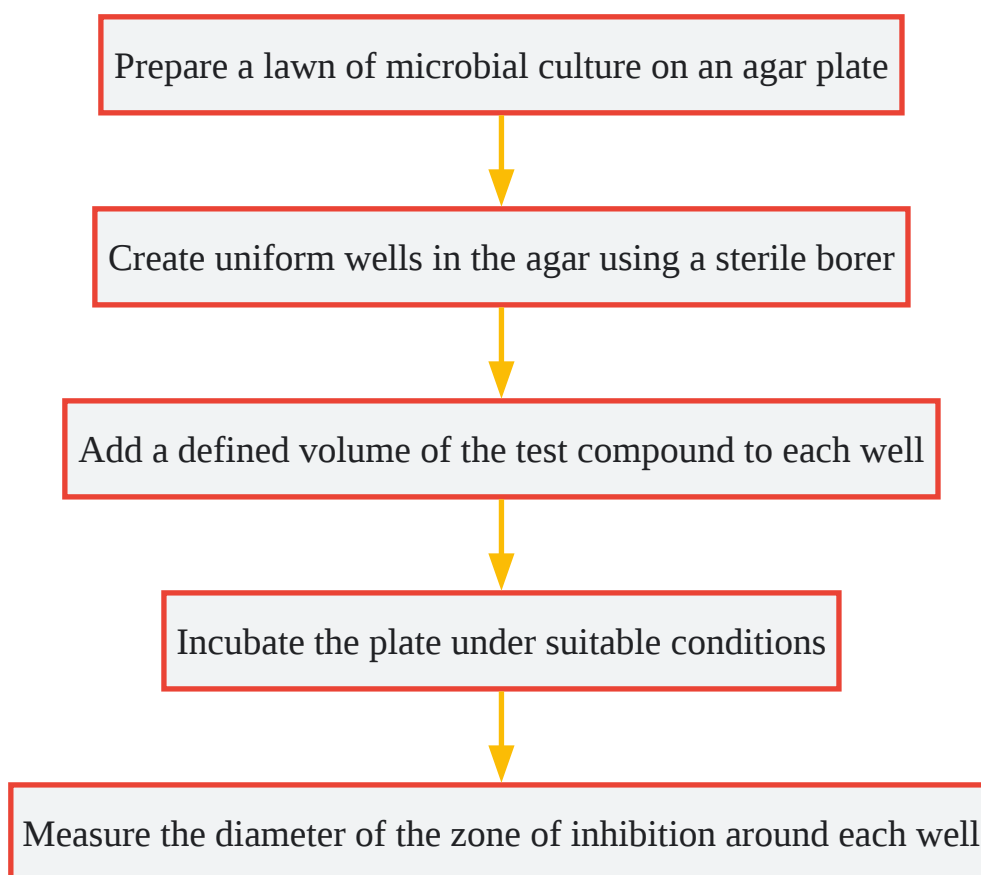 Prepare a lawn of microbial culture on an agar plate
Create uniform wells in the agar using a sterile borer
Add a defined volume of the test compound to each well
Incubate the plate under suitable conditions
Measure the diameter of the zone of inhibition around each well